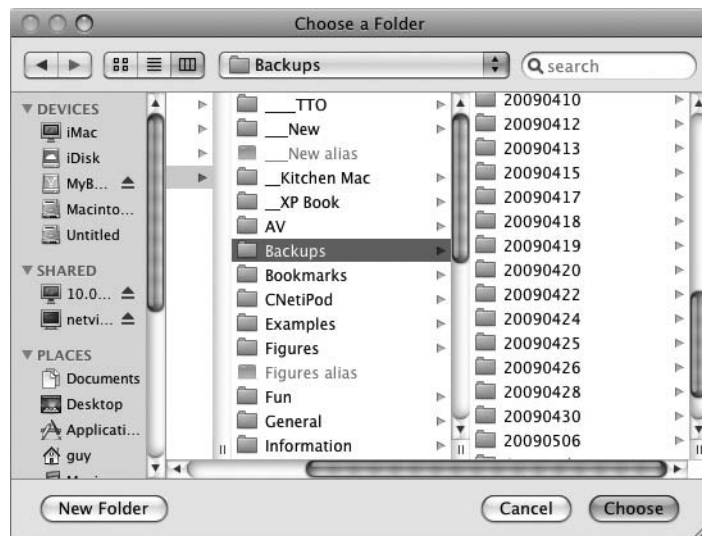 Choose a Folder
Backups
search
DEVICES
iMac
iDisk
MyB...
Macinto...
Untitled
SHARED
10.0...
netvi...
PLACES
Documents
Desktop
Applicati...
guy
___TTO
___New
___New alias
__Kitchen Mac
__XP Book
AV
Backups
Bookmarks
CNetiPod
Examples
Figures
Figures alias
Fun
General
Information
20090410
20090412
20090413
20090415
20090417
20090418
20090419
20090420
20090422
20090424
20090425
20090426
20090428
20090430
20090506
New Folder
Cancel
Choose